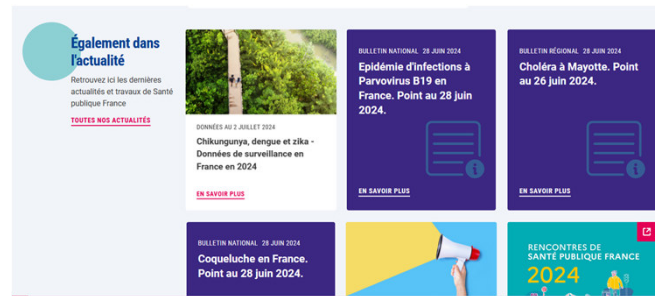 Également dans
l'actualité
Retrouvez ici les dernières
actualités et travaux de Santé
publique France
TOUTES NOS ACTUALITÉS
DONNÉES AU 2 JUILLET 2024
Chikungunya, dengue et zika -
Données de surveillance en
France en 2024
EN SAVOIR PLUS
BULLETIN NATIONAL 28 JUIN 2024
Epidémie d'infections à
Parvovirus B19 en
France. Point au 28 juin
2024.
EN SAVOIR PLUS
BULLETIN RÉGIONAL 28 JUIN 2024
Choléra à Mayotte. Point
au 26 juin 2024.
EN SAVOIR PLUS
BULLETIN NATIONAL 28 JUIN 2024
Coqueluche en France.
Point au 28 juin 2024.
RENCONTRES DE
SANTÉ PUBLIQUE FRANCE
2024